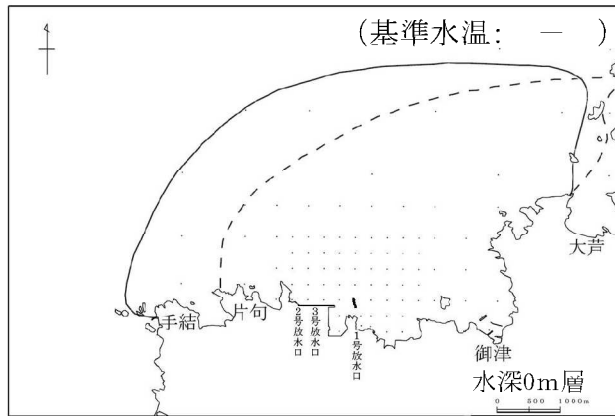 (基準水温: － )
大芦
手結
片句
2号放水口
3号放水口
1号放水口
御津
水深0m層
0 500 1000m